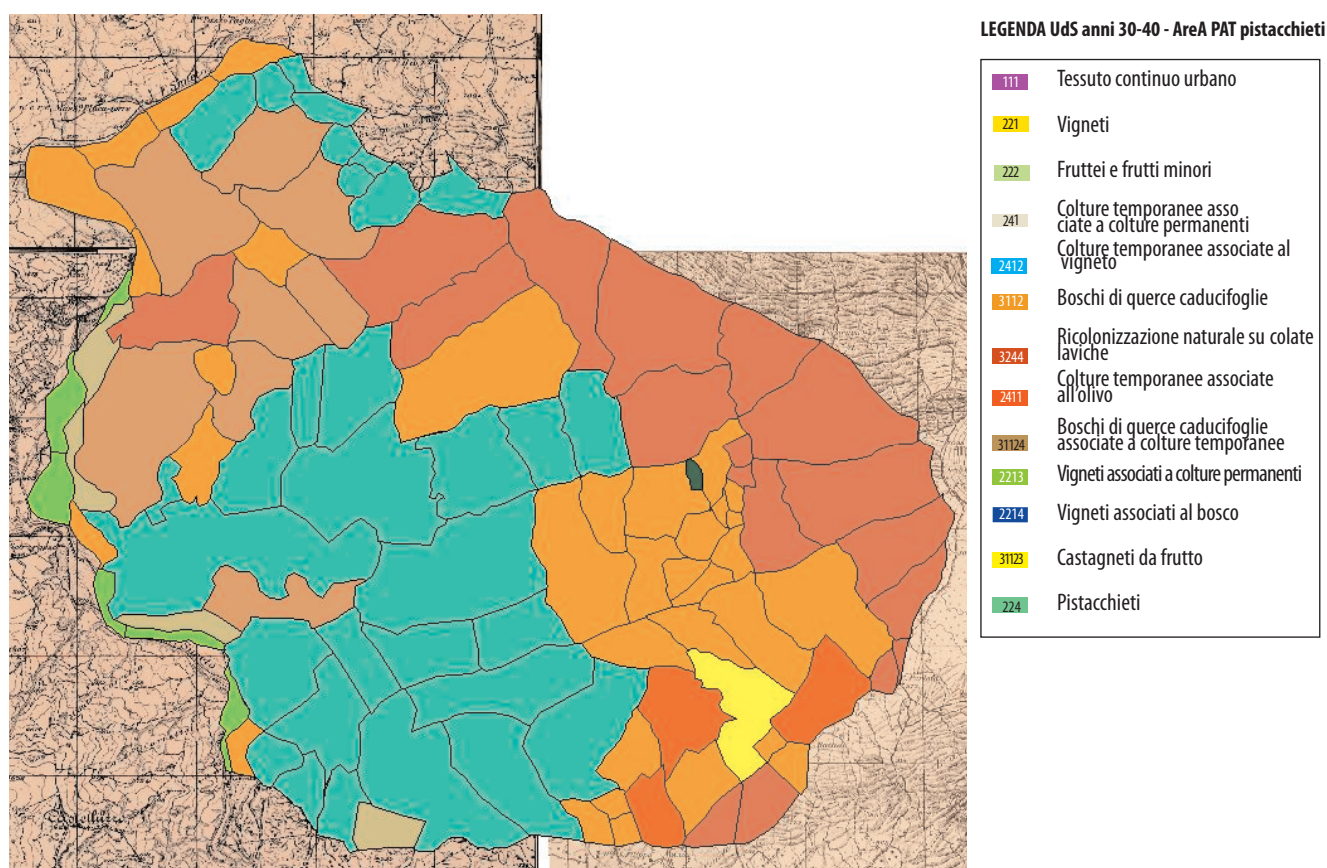 LEGENDA UdS anni 30-40 - AreA PAT pistacchieti
111 Tessuto continuo urbano
221 Vigneti
222 Fruttei e frutti minori
241 Colture temporanee asso
ciate a colture permanenti
2412 Colture temporanee associate al
vigneto
3112 Boschi di querce caducifoglie
3244 Ricolonizzazione naturale su colate
laviche
2411 Colture temporanee associate
all'olivo
31124 Boschi di querce caducifoglie
associate a colture temporanee
2213 Vigneti associati a colture permanenti
2214 Vigneti associati al bosco
31123 Castagneti da frutto
224 Pistacchieti